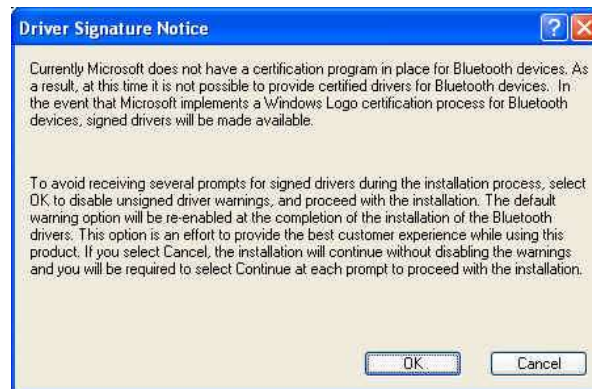 Driver Signature Notice
Currently Microsoft does not have a certification program in place for Bluetooth devices. As
a result, at this time it is not possible to provide certified drivers for Bluetooth devices. In
the event that Microsoft implements a Windows Logo certification process for Bluetooth
devices, signed drivers will be made available.
To avoid receiving several prompts for signed drivers during the installation process, select
OK to disable unsigned driver warnings, and proceed with the installation. The default
warning option will be re-enabled at the completion of the installation of the Bluetooth
drivers. This option is an effort to provide the best customer experience while using this
product. If you select Cancel, the installation will continue without disabling the warnings
and you will be required to select Continue at each prompt to proceed with the installation.
OK Cancel